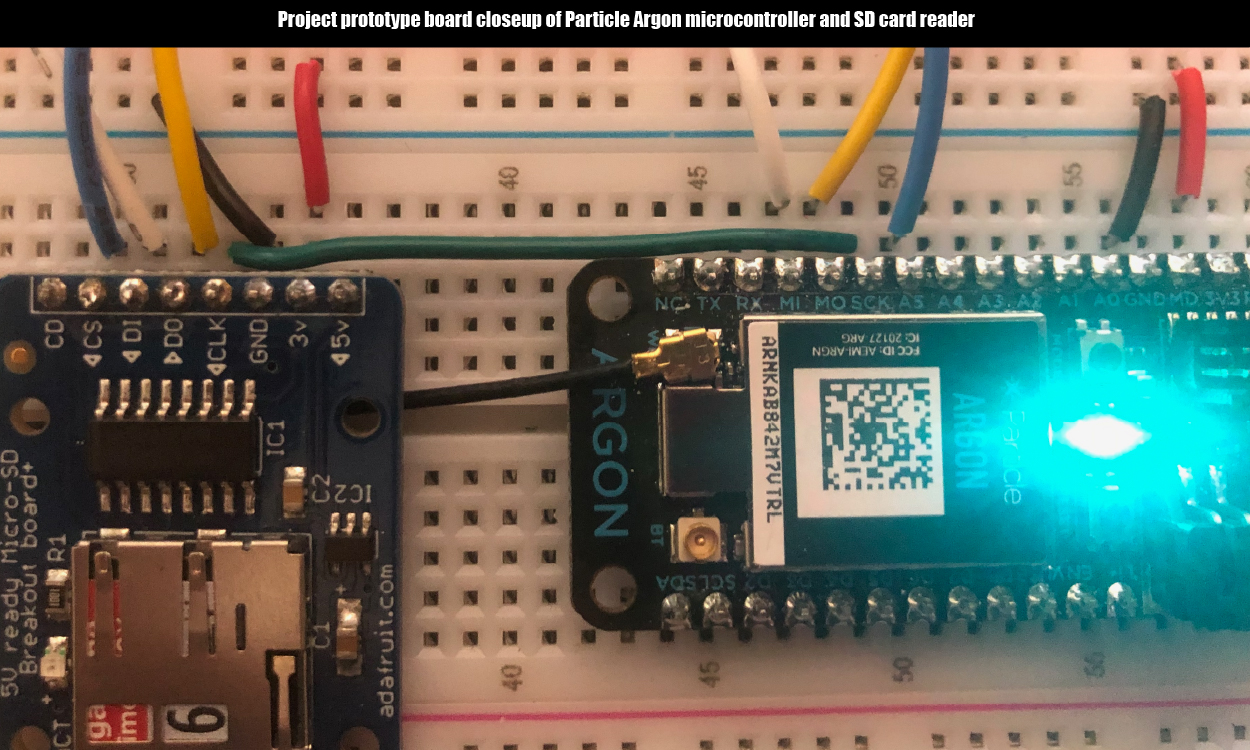 Project prototype board closeup of Particle Argon microcontroller and SD card reader
40
45
50
55
CD
CS
DI
DO
CLK
GND
3v
5v
IC1
C2
IC2
R1
C1
5V ready Micro-SD
Breakout board+
adafruit.com
CT
6
NC TX RX MI MO SCK A5 A4 A3 A2 A1 A0 GND MD 3V3
ARGON
BT
ARNKAB842M7VTRL
FCC ID: AEMI-ARGN
IC: 20127-ARG
ARGON
Particle
SDA
SCL
D2
D3
40
45
50